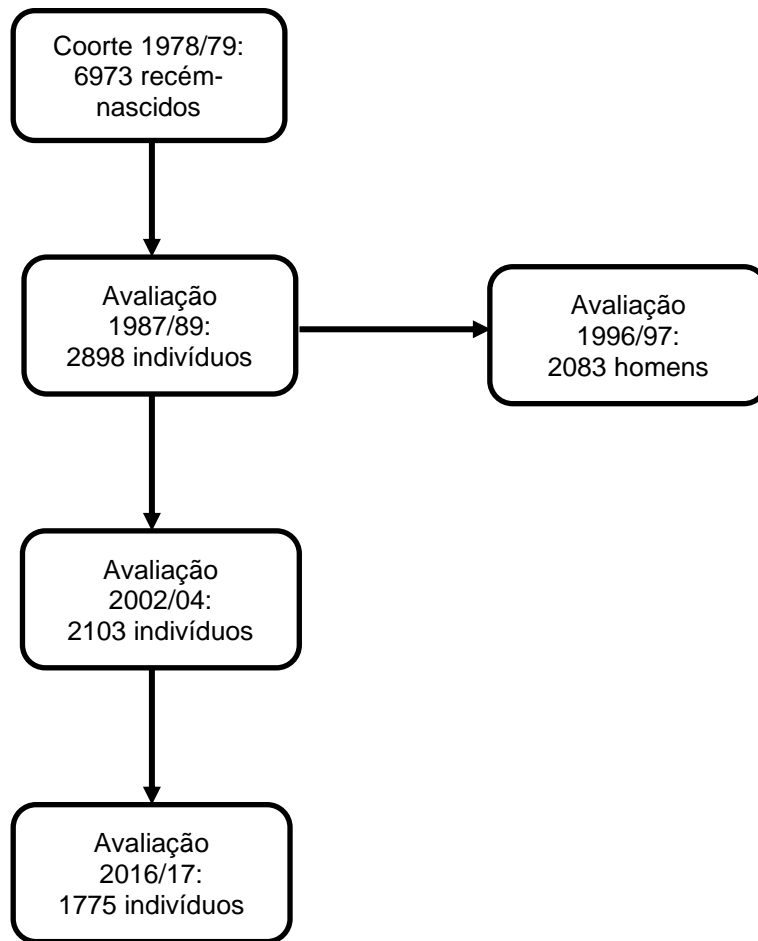 Coorte 1978/79:
6973 recém-
nascidos
Avaliação
1987/89:
2898 indivíduos
Avaliação
1996/97:
2083 homens
Avaliação
2002/04:
2103 indivíduos
Avaliação
2016/17:
1775 indivíduos